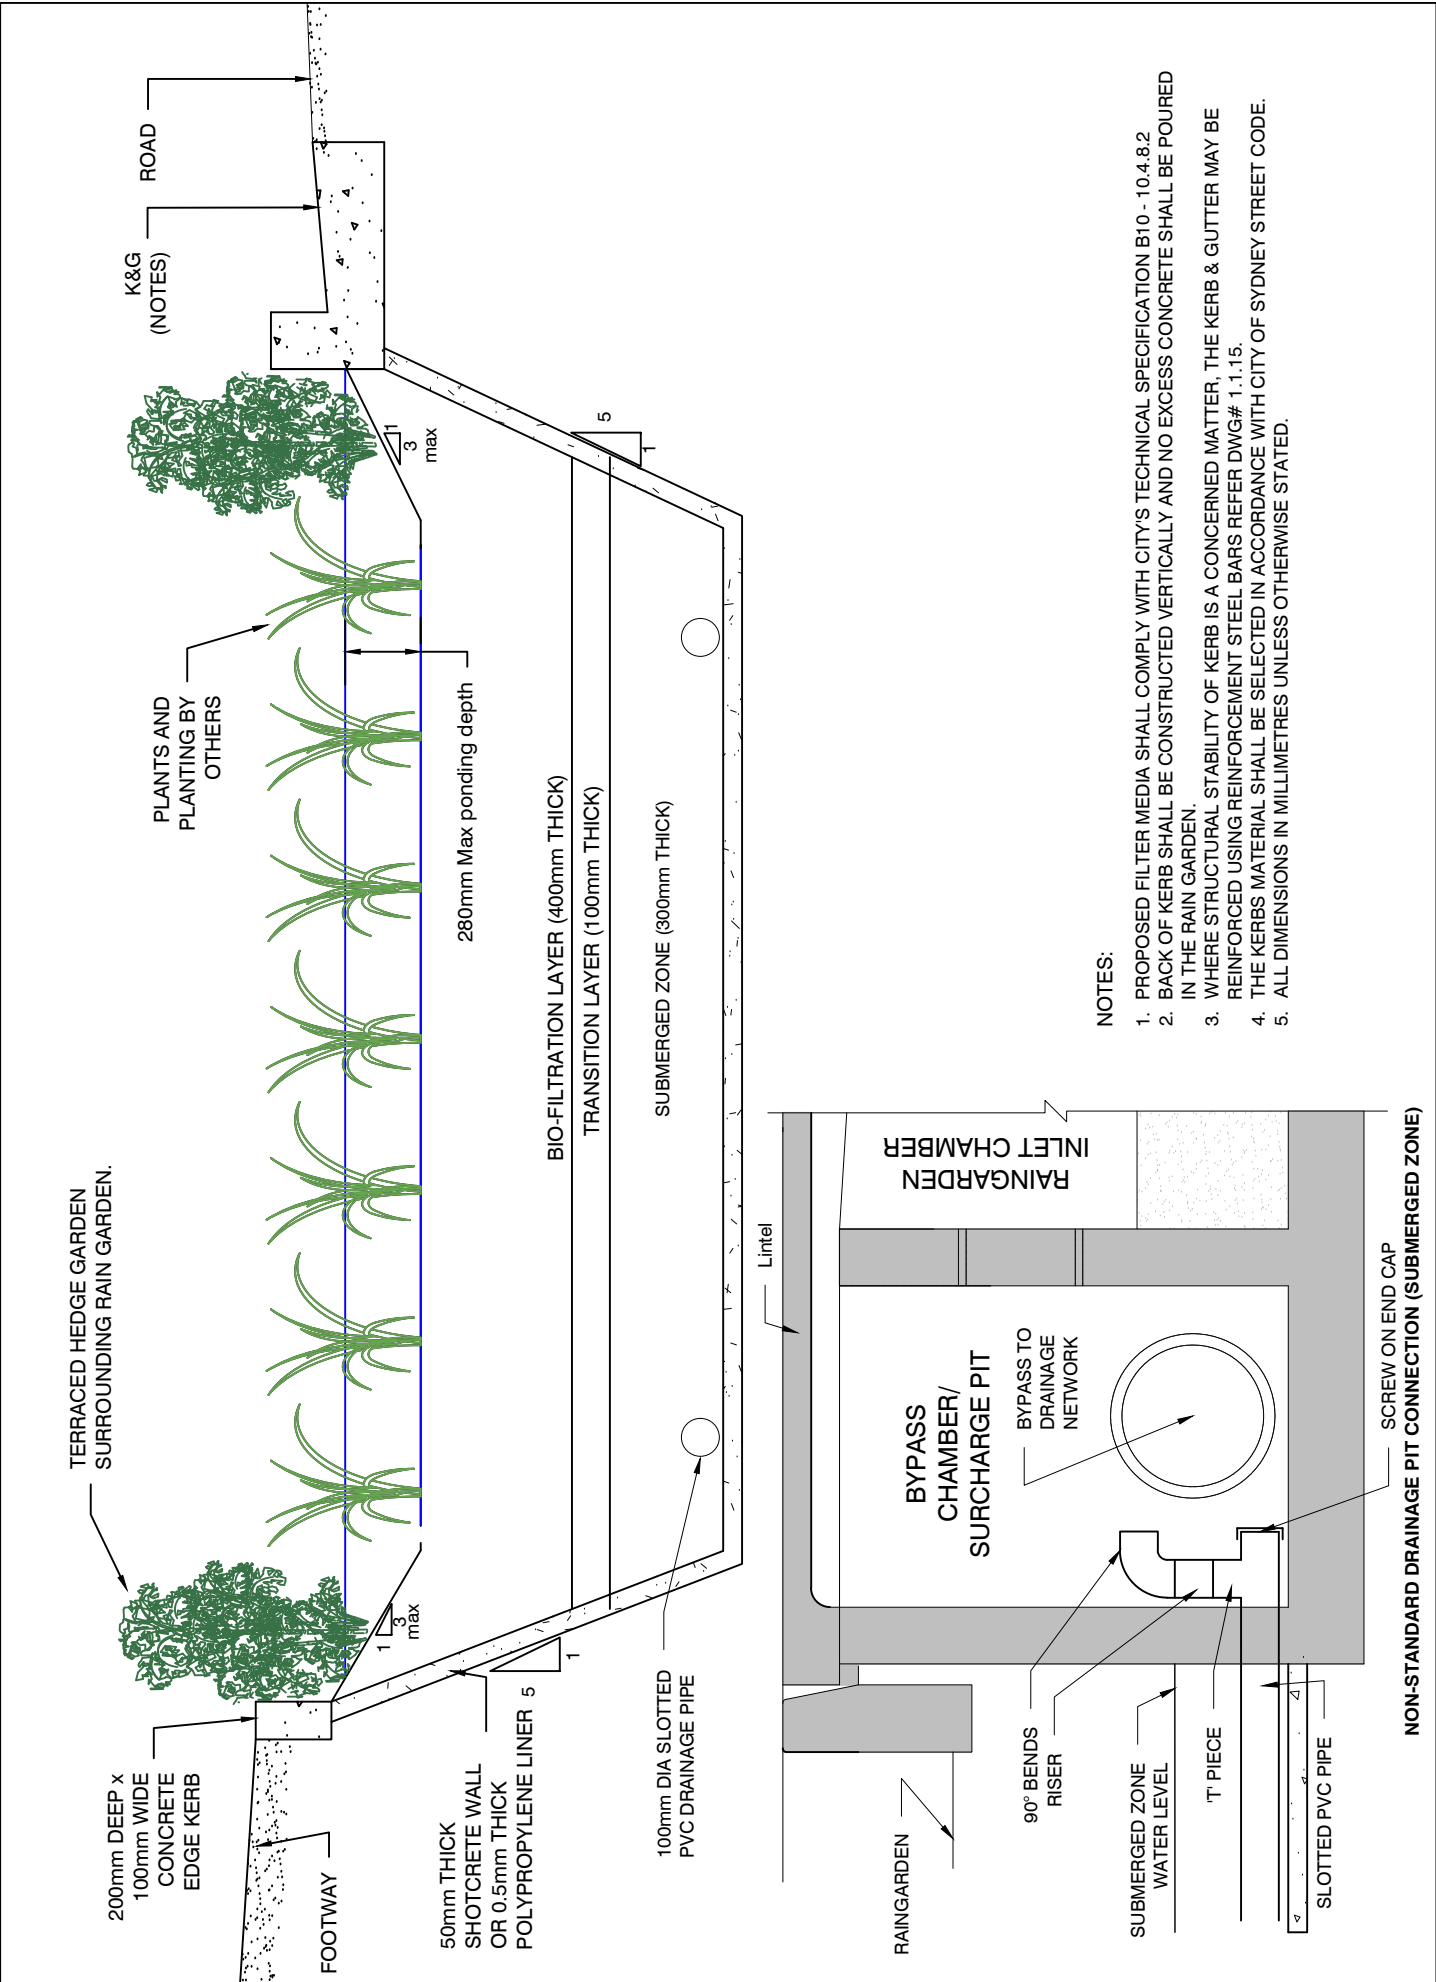 TERRACED HEDGE GARDEN
SURROUNDING RAIN GARDEN.
PLANTS AND
PLANTING BY
OTHERS
K&G
(NOTES)
ROAD
200mm DEEP x
100mm WIDE
CONCRETE
EDGE KERB
FOOTWAY
1
3
max
1
3
max
280mm Max ponding depth
50mm THICK
SHOTCRETE WALL
OR 0.5mm THICK
POLYPROPYLENE LINER
5
1
5
1
BIO-FILTRATION LAYER (400mm THICK)
TRANSITION LAYER (100mm THICK)
SUBMERGED ZONE (300mm THICK)
100mm DIA SLOTTED
PVC DRAINAGE PIPE
Lintel
RAINGARDEN
INLET CHAMBER
BYPASS
CHAMBER/
SURCHARGE PIT
BYPASS TO
DRAINAGE
NETWORK
RAINGARDEN
90° BENDS
RISER
SUBMERGED ZONE
WATER LEVEL
'T' PIECE
SLOTTED PVC PIPE
SCREW ON END CAP
NON-STANDARD DRAINAGE PIT CONNECTION (SUBMERGED ZONE)
NOTES:
1. PROPOSED FILTER MEDIA SHALL COMPLY WITH CITY'S TECHNICAL SPECIFICATION B10 - 10.4.8.2
2. BACK OF KERB SHALL BE CONSTRUCTED VERTICALLY AND NO EXCESS CONCRETE SHALL BE POURED
IN THE RAIN GARDEN.
3. WHERE STRUCTURAL STABILITY OF KERB IS A CONCERNED MATTER, THE KERB & GUTTER MAY BE
REINFORCED USING REINFORCEMENT STEEL BARS REFER DWG# 1.1.15.
4. THE KERBS MATERIAL SHALL BE SELECTED IN ACCORDANCE WITH CITY OF SYDNEY STREET CODE.
5. ALL DIMENSIONS IN MILLIMETRES UNLESS OTHERWISE STATED.